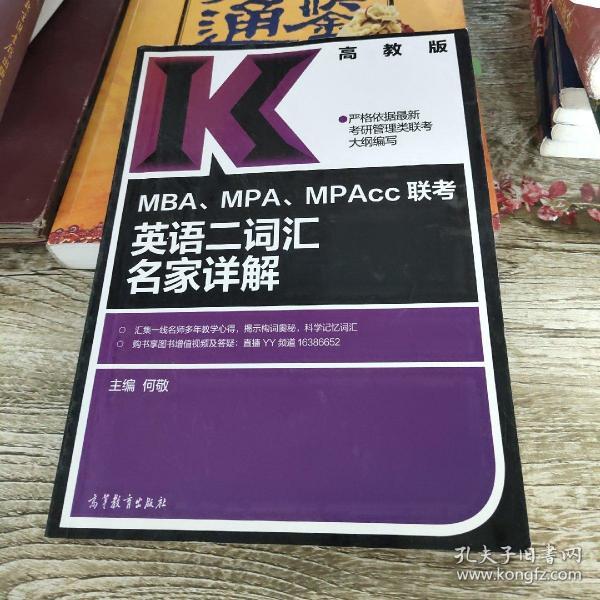 高教版
严格依据最新
考研管理类联考
大纲编写
MBA、MPA、MPAcc 联考
英语二词汇
名家详解
汇集一线名师多年教学心得，揭示构词奥秘，科学记忆词汇
购书享图书增值视频及答疑：直播 YY 频道 16386652
主编 何敬
高等教育出版社
孔夫子旧书网
www.kongfz.com